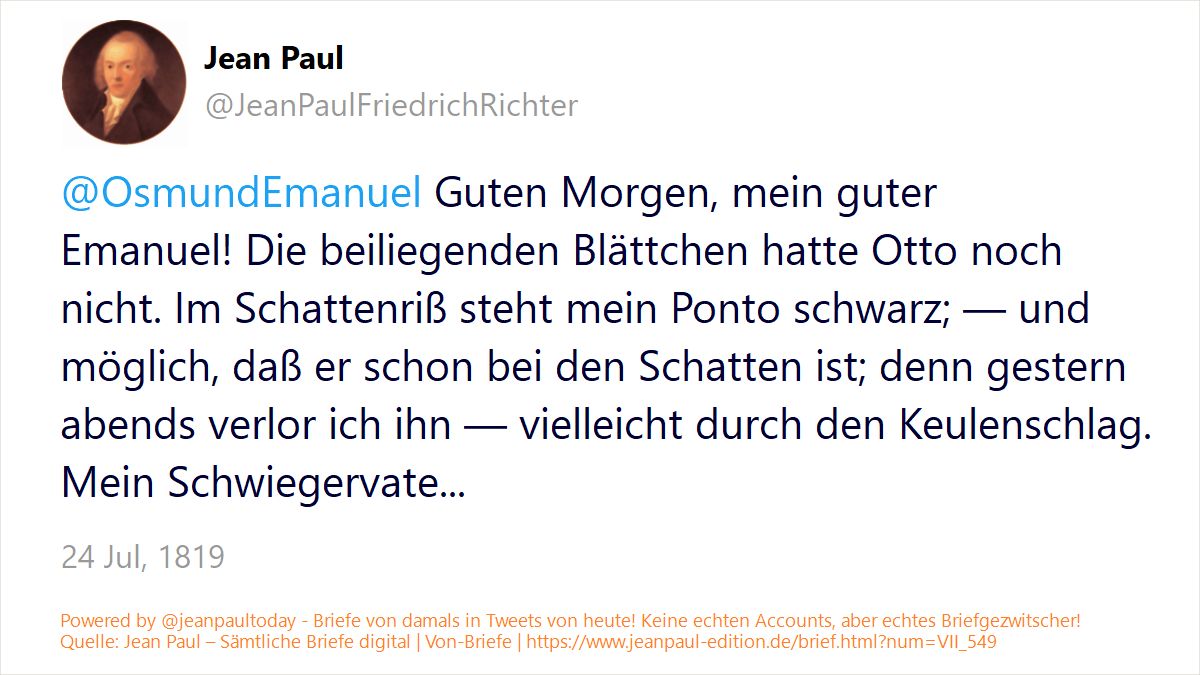 Jean Paul
@JeanPaulFriedrichRichter
@OsmundEmanuel Guten Morgen, mein guter
Emanuel! Die beiliegenden Blättchen hatte Otto noch
nicht. Im Schattenriß steht mein Ponto schwarz; — und
möglich, daß er schon bei den Schatten ist; denn gestern
abends verlor ich ihn — vielleicht durch den Keulenschlag.
Mein Schwiegervate...
24 Jul, 1819
Powered by @jeanpaultoday - Briefe von damals in Tweets von heute! Keine echten Accounts, aber echtes Briefgezwitscher!
Quelle: Jean Paul – Sämtliche Briefe digital | Von-Briefe | https://www.jeanpaul-edition.de/brief.html?num=VII_549